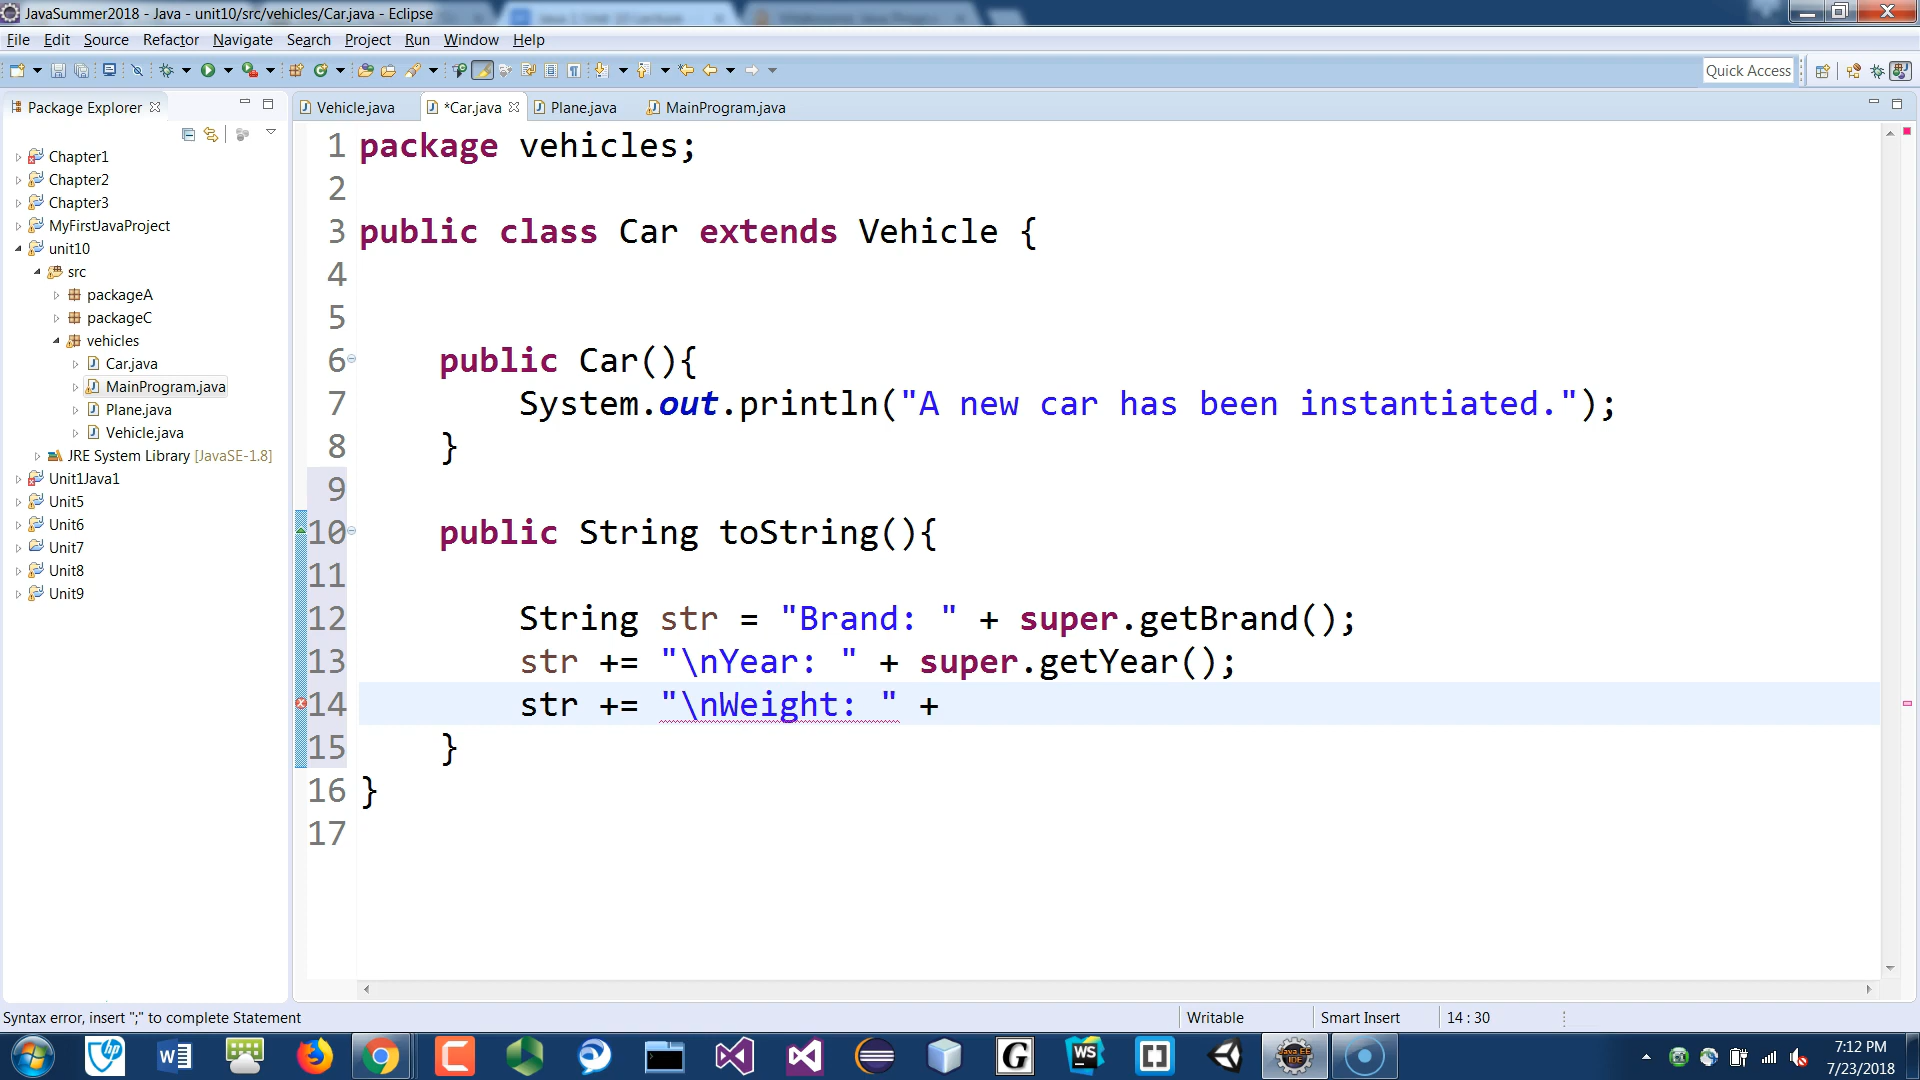 JavaSummer2018 - Java - unit10/src/vehicles/Car.java - Eclipse
File Edit Source Refactor Navigate Search Project Run Window Help
Quick Access
Package Explorer
Vehicle.java *Car.java Plane.java MainProgram.java
Chapter1
Chapter2
Chapter3
MyFirstJavaProject
unit10
src
packageA
packageC
vehicles
Car.java
MainProgram.java
Plane.java
Vehicle.java
JRE System Library [JavaSE-1.8]
Unit1Java1
Unit5
Unit6
Unit7
Unit8
Unit9
1 package vehicles;
2
3 public class Car extends Vehicle {
4
5
6 public Car(){
7 System.out.println("A new car has been instantiated.");
8 }
9
10 public String toString(){
11
12 String str = "Brand: " + super.getBrand();
13 str += "\nYear: " + super.getYear();
14 str += "\nWeight: " +
15 }
16 }
17
Syntax error, insert ";" to complete Statement
Writable Smart Insert 14 : 30
7:12 PM
7/23/2018